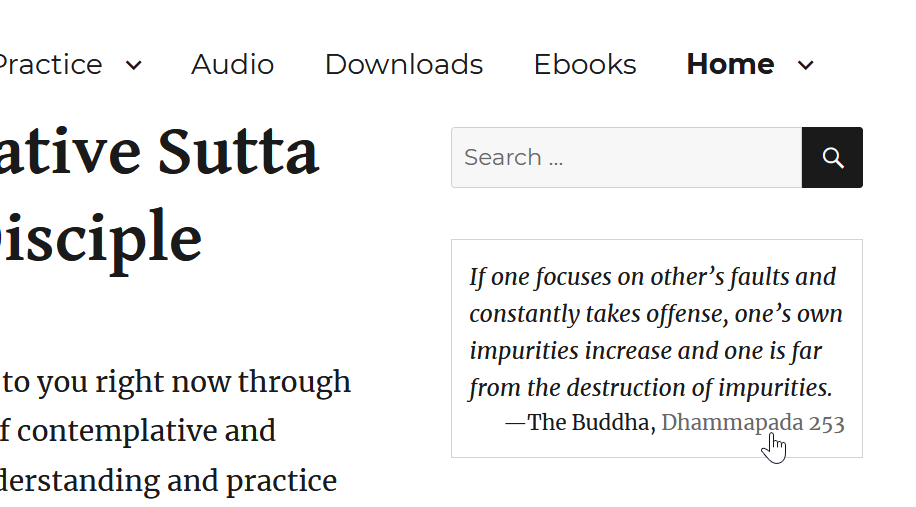 Practice Audio Downloads Ebooks Home
ative Sutta
isciple
to you right now through
f contemplative and
derstanding and practice
Search ...
If one focuses on other’s faults and
constantly takes offense, one’s own
impurities increase and one is far
from the destruction of impurities.
—The Buddha, Dhammapada 253